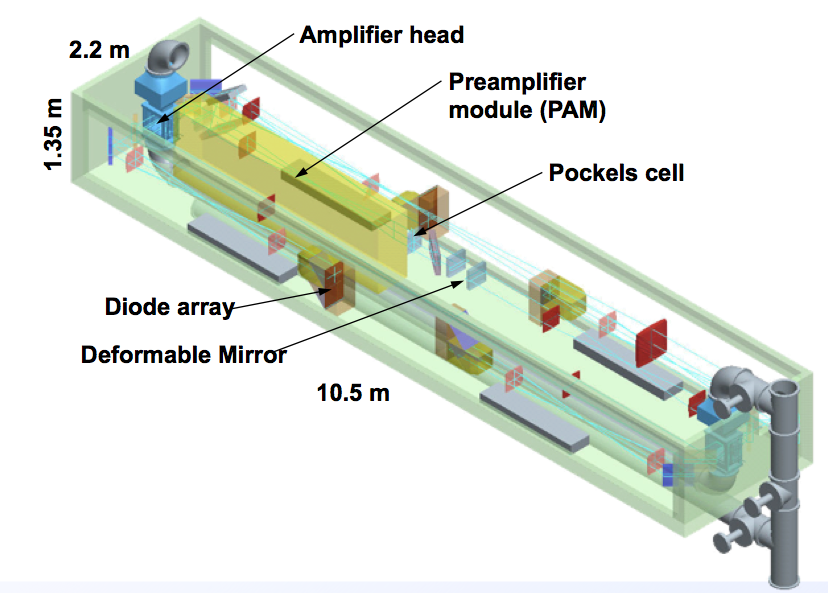 Amplifier head
2.2 m
Preamplifier
module (PAM)
1.35 m
Pockels cell
Diode array
Deformable Mirror
10.5 m